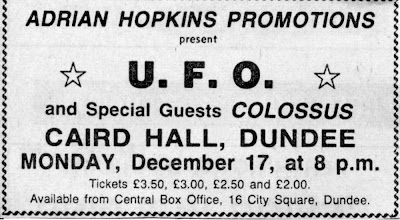 ADRIAN HOPKINS PROMOTIONS
present
U. F. O.
and Special Guests COLOSSUS
CAIRD HALL, DUNDEE
MONDAY, December 17, at 8 p.m.
Tickets £3.50, £3.00, £2.50 and £2.00.
Available from Central Box Office, 16 City Square, Dundee.